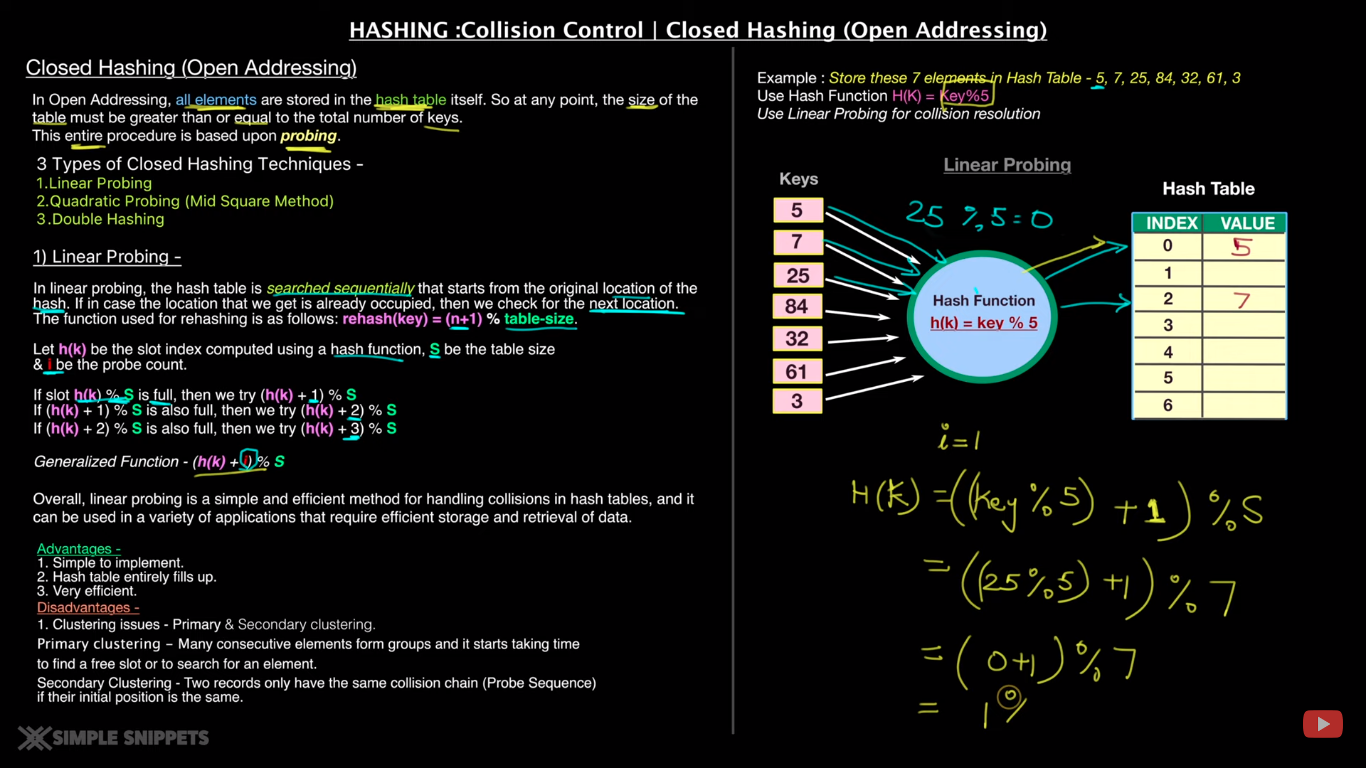 HASHING :Collision Control | Closed Hashing (Open Addressing)
Closed Hashing (Open Addressing)
In Open Addressing, all elements are stored in the hash table itself. So at any point, the size of the
table must be greater than or equal to the total number of keys.
This entire procedure is based upon probing.
3 Types of Closed Hashing Techniques -
1.Linear Probing
2.Quadratic Probing (Mid Square Method)
3.Double Hashing
1) Linear Probing -
In linear probing, the hash table is searched sequentially that starts from the original location of the
hash. If in case the location that we get is already occupied, then we check for the next location.
The function used for rehashing is as follows: rehash(key) = (n+1) % table-size.
Let h(k) be the slot index computed using a hash function, S be the table size
& i be the probe count.
If slot h(k) % S is full, then we try (h(k) + 1) % S
If (h(k) + 1) % S is also full, then we try (h(k) + 2) % S
If (h(k) + 2) % S is also full, then we try (h(k) + 3) % S
Generalized Function - (h(k) + i) % S
Overall, linear probing is a simple and efficient method for handling collisions in hash tables, and it
can be used in a variety of applications that require efficient storage and retrieval of data.
Advantages -
1. Simple to implement.
2. Hash table entirely fills up.
3. Very efficient.
Disadvantages -
1. Clustering issues - Primary & Secondary clustering.
Primary clustering – Many consecutive elements form groups and it starts taking time
to find a free slot or to search for an element.
Secondary Clustering - Two records only have the same collision chain (Probe Sequence)
if their initial position is the same.
SIMPLE SNIPPETS
Example : Store these 7 elements in Hash Table - 5, 7, 25, 84, 32, 61, 3
Use Hash Function H(K) = Key%5
Use Linear Probing for collision resolution
Linear Probing
Keys
5
7
25
84
32
61
3
25 % 5 = 0
Hash Function
h(k) = key % 5
Hash Table
INDEX VALUE
0 5
1
2 7
3
4
5
6
i = 1
H(K) = ((key % 5) + 1) % S
= ((25 % 5) + 1) % 7
= (0+1) % 7
= 1 %